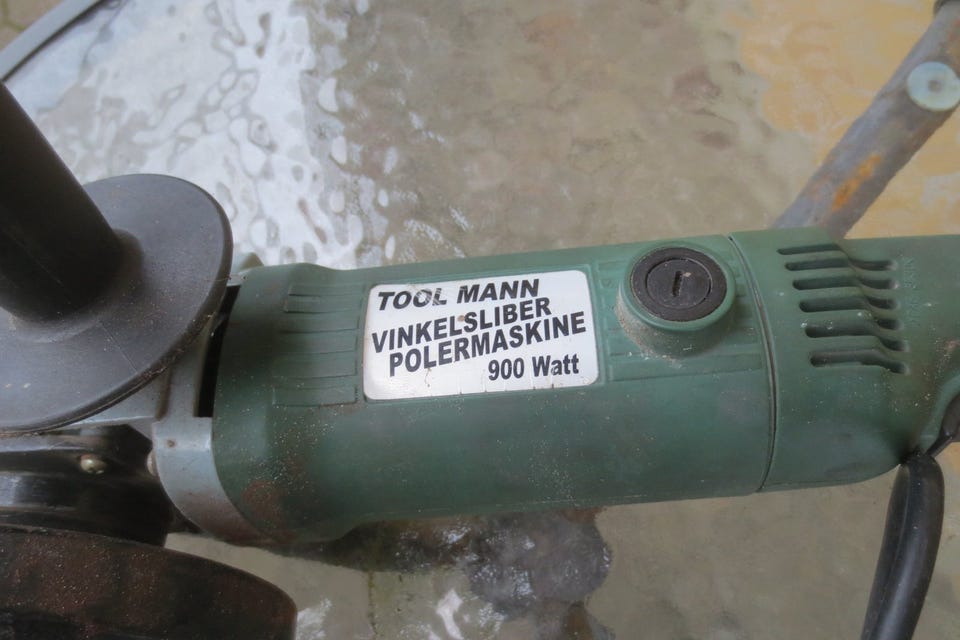 TOOL MANN
VINKELSLIBER
POLERMASKINE
900 Watt